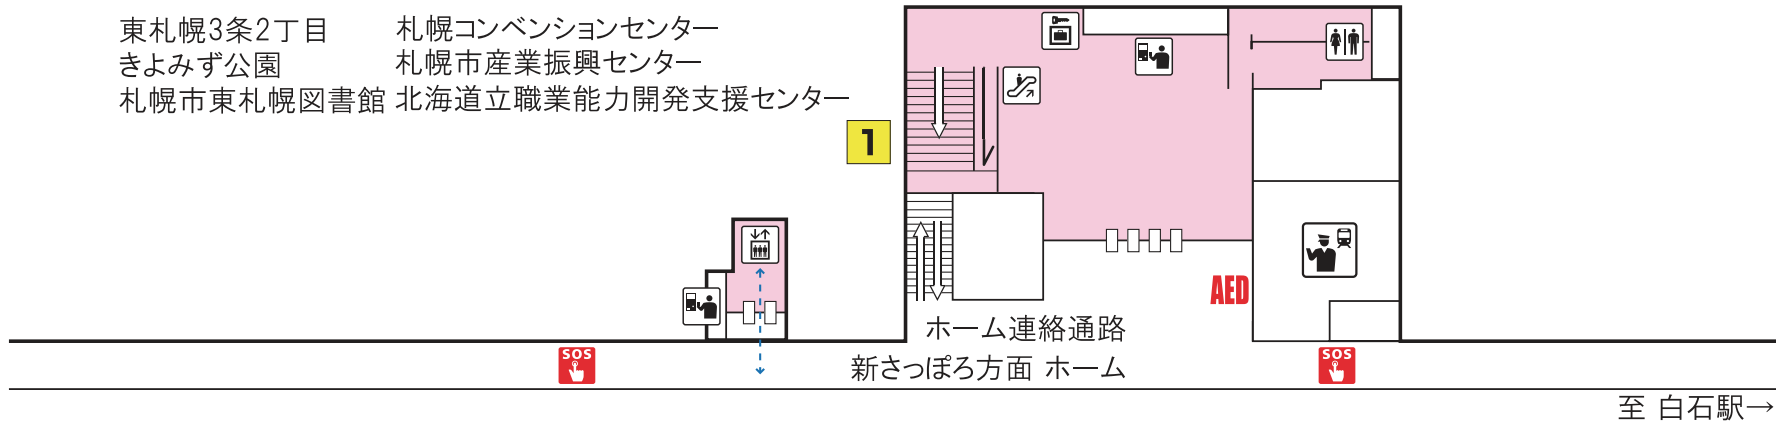 東札幌3条2丁目
きよみず公園
札幌市東札幌図書館
札幌コンベンションセンター
札幌市産業振興センター
北海道立職業能力開発支援センター
1
AED
ホーム連絡通路
SOS
新さっぽろ方面 ホーム
SOS
至 白石駅→